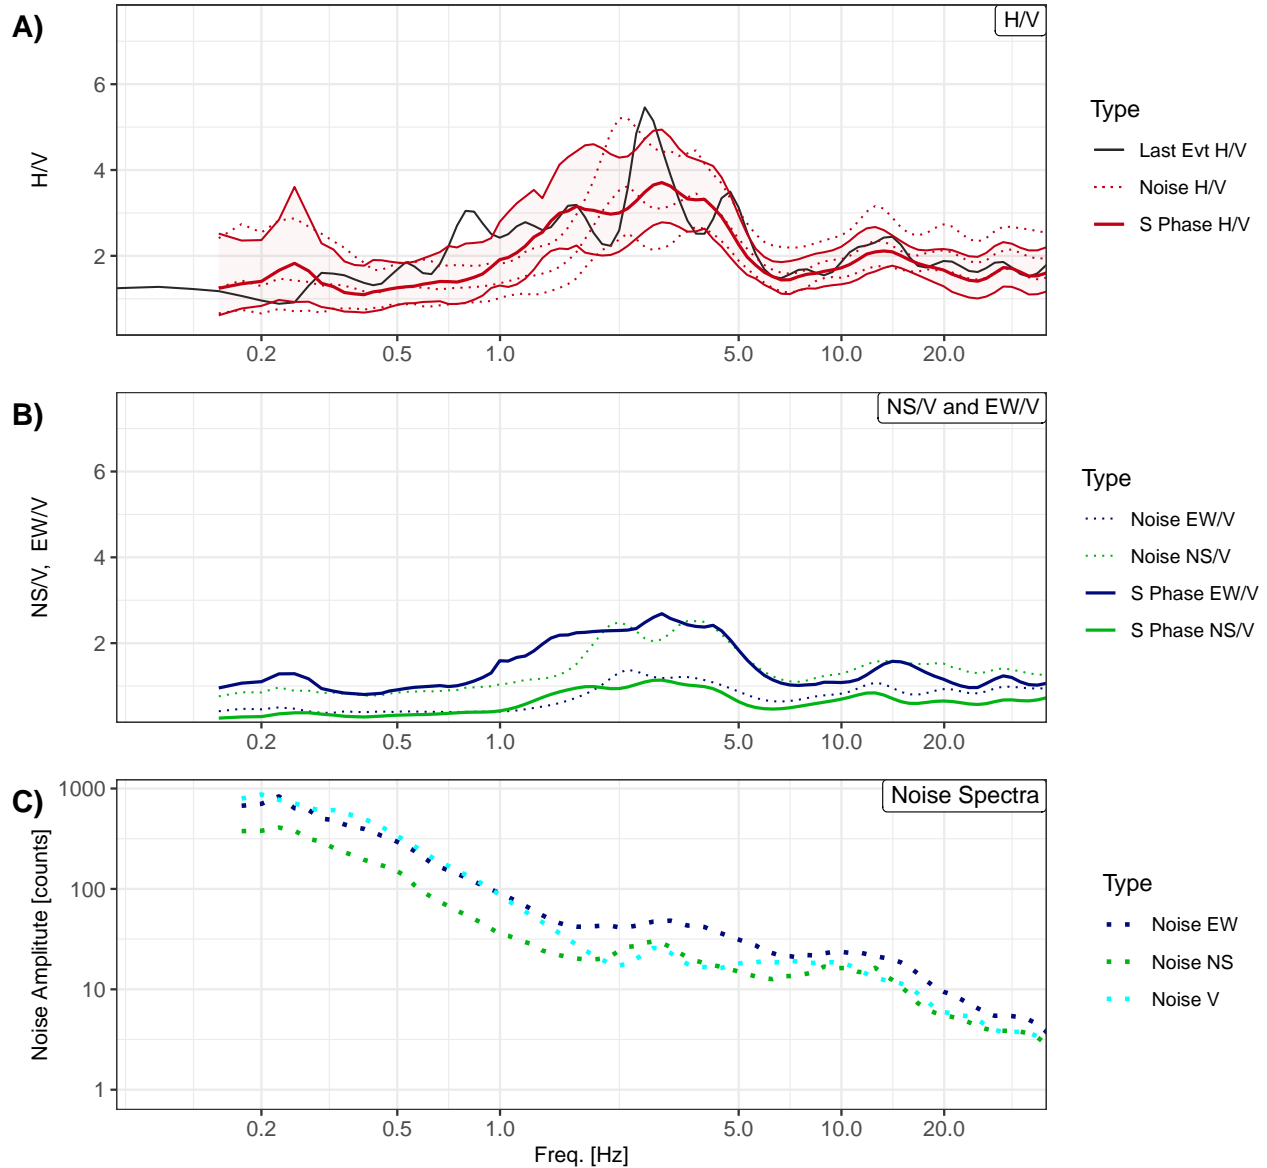 A)
H/V
6
4
2
H/V
0.2 0.5 1.0 5.0 10.0 20.0
Type
Last Evt H/V
Noise H/V
S Phase H/V
B)
NS/V and EW/V
6
4
2
NS/V, EW/V
0.2 0.5 1.0 5.0 10.0 20.0
Type
Noise EW/V
Noise NS/V
S Phase EW/V
S Phase NS/V
C)
Noise Spectra
1000
100
10
1
Noise Amplitute [counts]
0.2 0.5 1.0 5.0 10.0 20.0
Freq. [Hz]
Type
Noise EW
Noise NS
Noise V